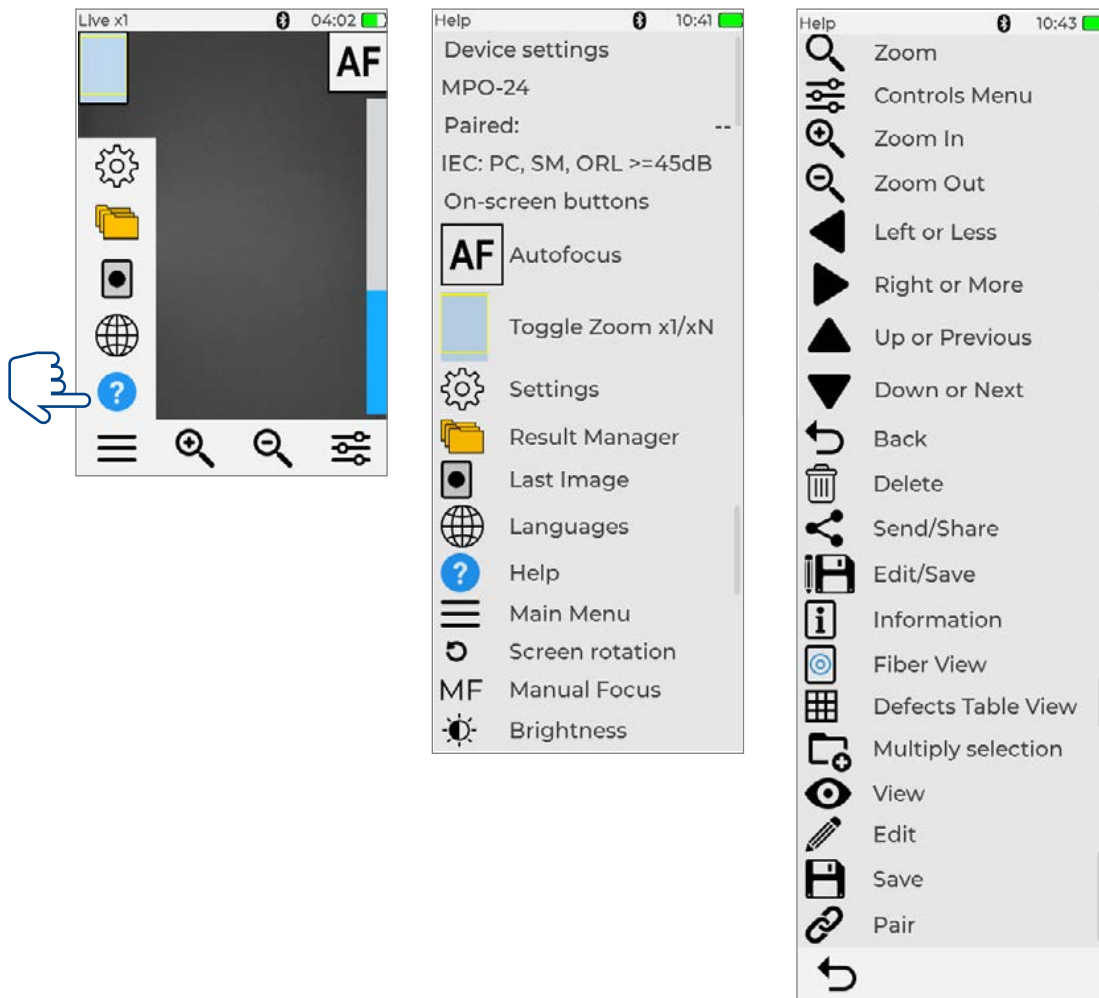 Live x1 04:02
AF
?
Help 10:41
Device settings
MPO-24
Paired: --
IEC: PC, SM, ORL >=45dB
On-screen buttons
AF Autofocus
Toggle Zoom x1/xN
Settings
Result Manager
Last Image
Languages
? Help
Main Menu
Screen rotation
MF Manual Focus
Brightness
Help 10:43
Zoom
Controls Menu
Zoom In
Zoom Out
Left or Less
Right or More
Up or Previous
Down or Next
Back
Delete
Send/Share
Edit/Save
i Information
Fiber View
Defects Table View
Multiply selection
View
Edit
Save
Pair